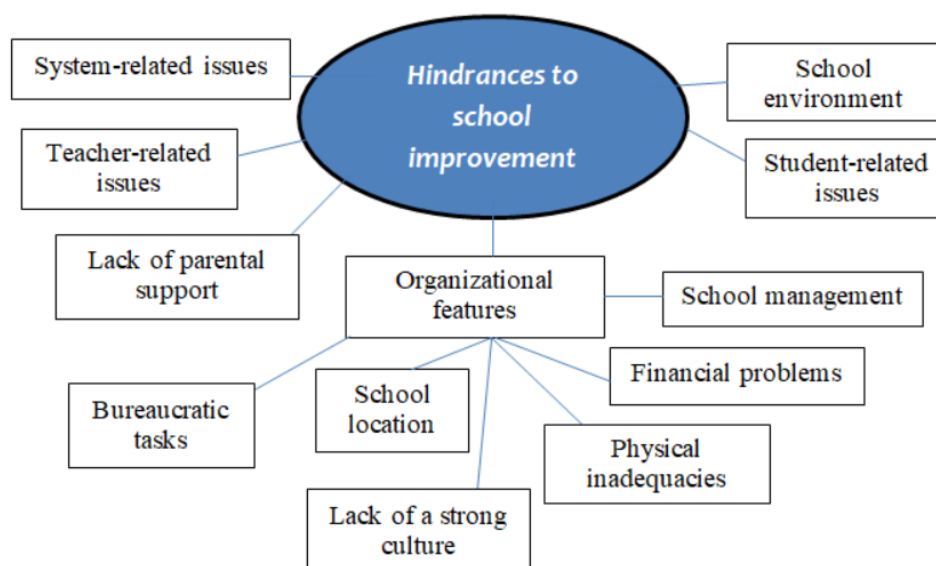 Hindrances to
school
improvement
System-related issues
School
environment
Teacher-related
issues
Student-related
issues
Lack of parental
support
Organizational
features
School management
Bureaucratic
tasks
School
location
Financial problems
Physical
inadequacies
Lack of a strong
culture